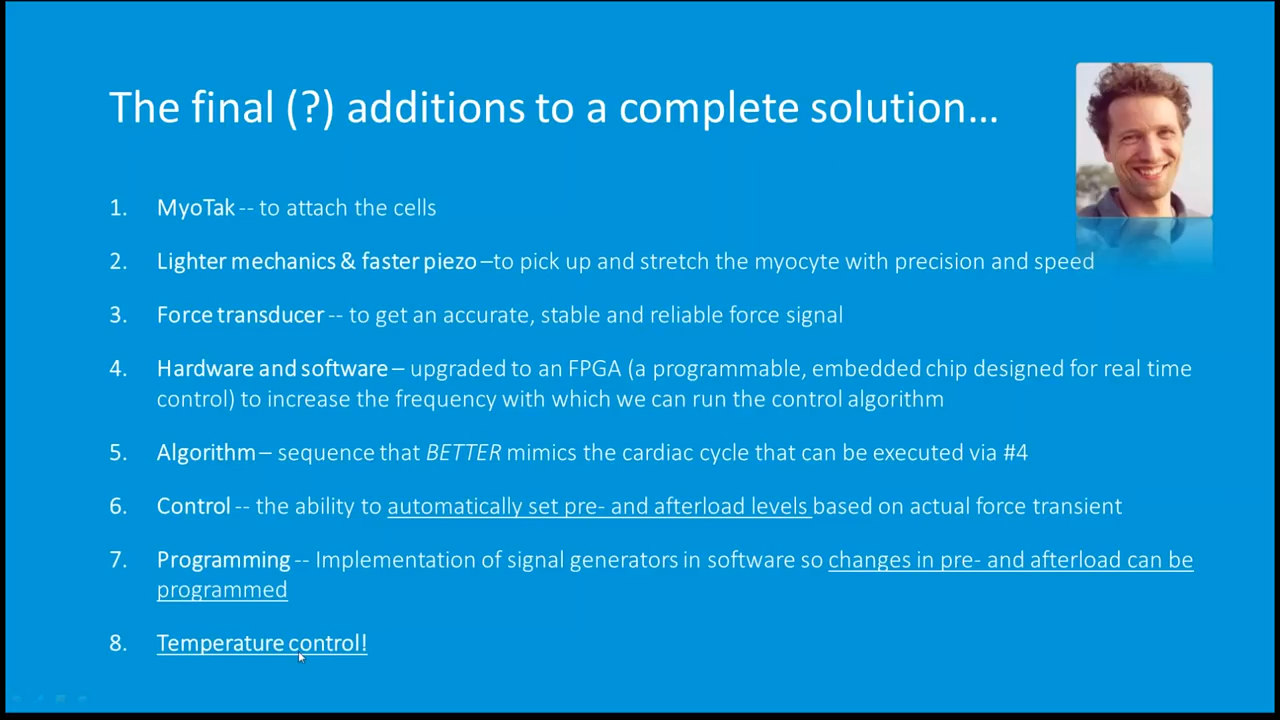 The final (?) additions to a complete solution…
1. MyoTak -- to attach the cells
2. Lighter mechanics & faster piezo –to pick up and stretch the myocyte with precision and speed
3. Force transducer -- to get an accurate, stable and reliable force signal
4. Hardware and software – upgraded to an FPGA (a programmable, embedded chip designed for real time
control) to increase the frequency with which we can run the control algorithm
5. Algorithm – sequence that BETTER mimics the cardiac cycle that can be executed via #4
6. Control -- the ability to automatically set pre- and afterload levels based on actual force transient
7. Programming -- Implementation of signal generators in software so changes in pre- and afterload can be
programmed
8. Temperature control!